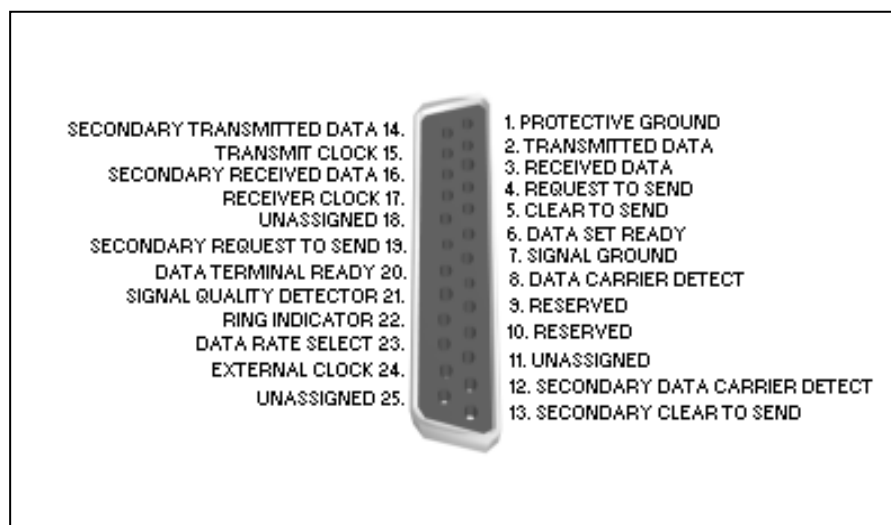 SECONDARY TRANSMITTED DATA 14.
TRANSMIT CLOCK 15.
SECONDARY RECEIVED DATA 16.
RECEIVER CLOCK 17.
UNASSIGNED 18.
SECONDARY REQUEST TO SEND 19.
DATA TERMINAL READY 20.
SIGNAL QUALITY DETECTOR 21.
RING INDICATOR 22.
DATA RATE SELECT 23.
EXTERNAL CLOCK 24.
UNASSIGNED 25.
1. PROTECTIVE GROUND
2. TRANSMITTED DATA
3. RECEIVED DATA
4. REQUEST TO SEND
5. CLEAR TO SEND
6. DATA SET READY
7. SIGNAL GROUND
8. DATA CARRIER DETECT
9. RESERVED
10. RESERVED
11. UNASSIGNED
12. SECONDARY DATA CARRIER DETECT
13. SECONDARY CLEAR TO SEND